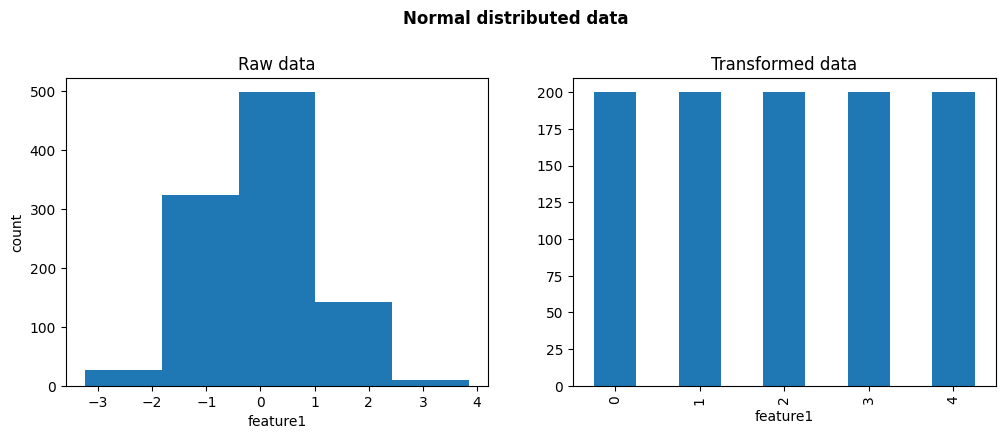 Normal distributed data
Raw data
500
400
300
200
100
0
count
−3 −2 −1 0 1 2 3 4
feature1
Transformed data
200
175
150
125
100
75
50
25
0
0 1 2 3 4
feature1